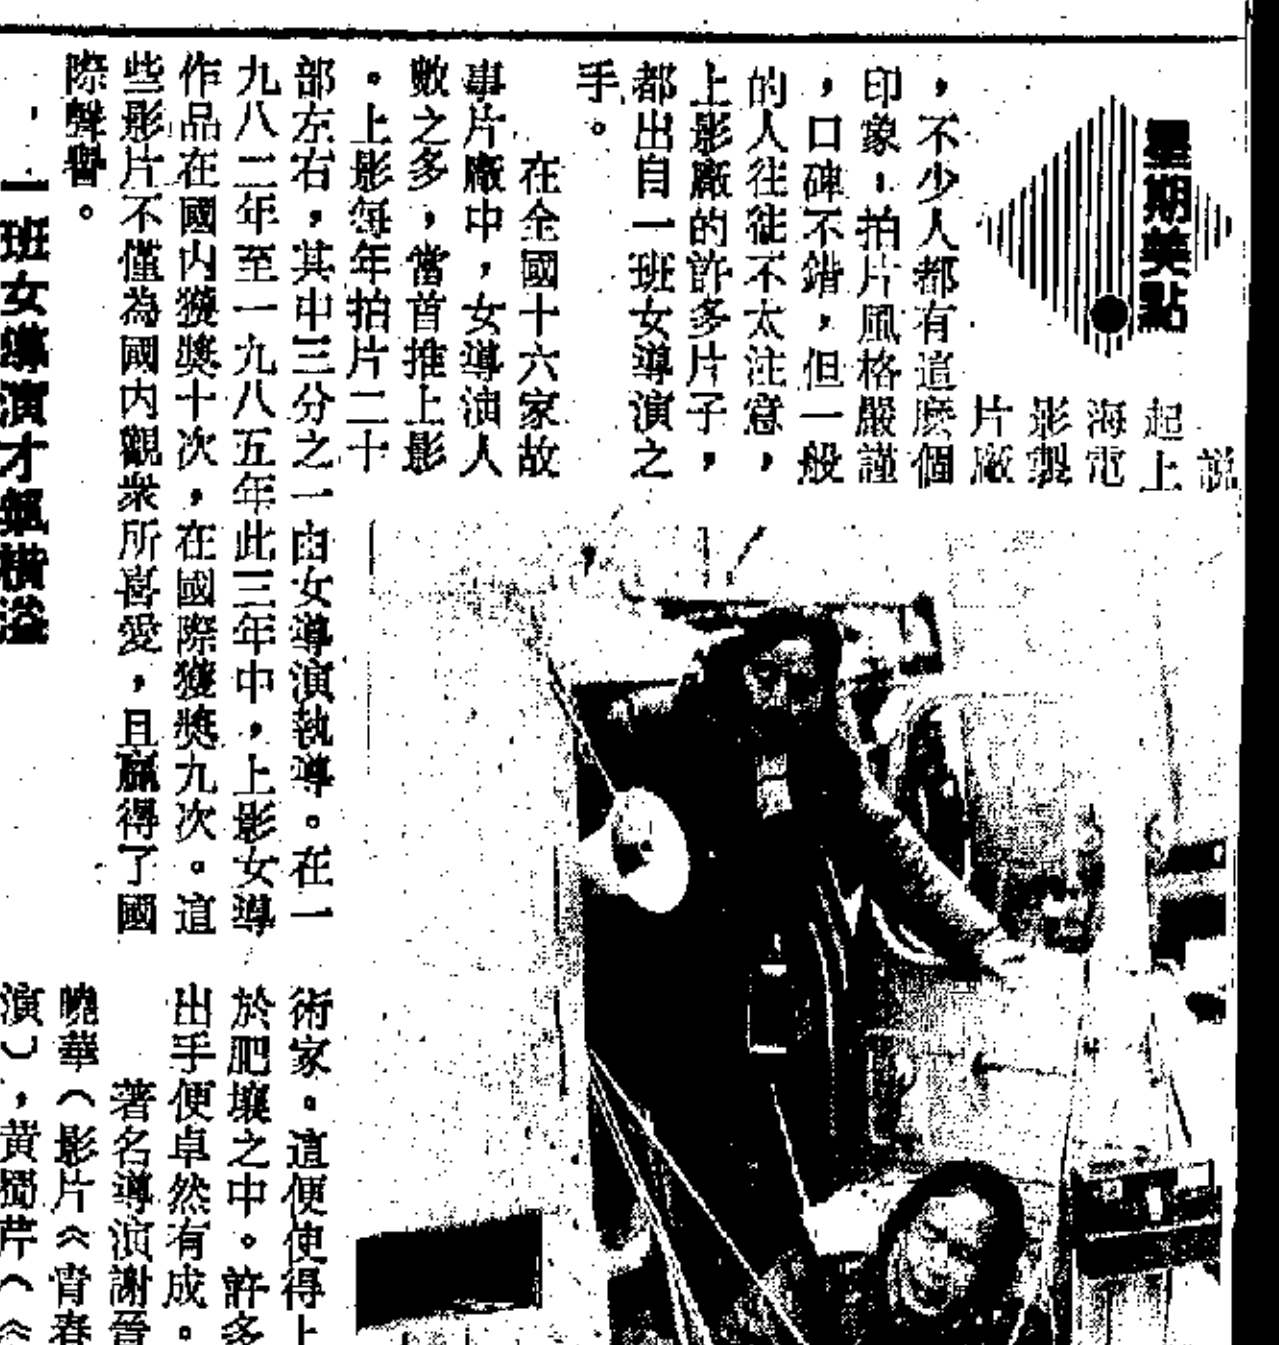 星期美點
說
起上
海電
影製
片廠
，不少人都有這麽個
印象，拍片風格嚴謹
，口碑不錯，但一般
的人往往不太注意，
上影廠的許多片子，
都出自一班女導演之
手。
在全國十六家故
事片廠中，女導演人
數之多，當首推上影
。上影每年拍片二十
部左右，其中三分之一由女導演執導。在一
九八二年至一九八五年此三年中，上影女導
作品在國内獲獎十次，在國際獲獎九次。這
些影片不僅為國内觀衆所喜愛，且贏得了國
際聲譽。
一班女導演才氣橫溢
術家。這便使得上
於肥壤之中。許多
出手便卓然有成。
著名導演謝晉
曉華（影片《青春
演），黃蜀芹（《